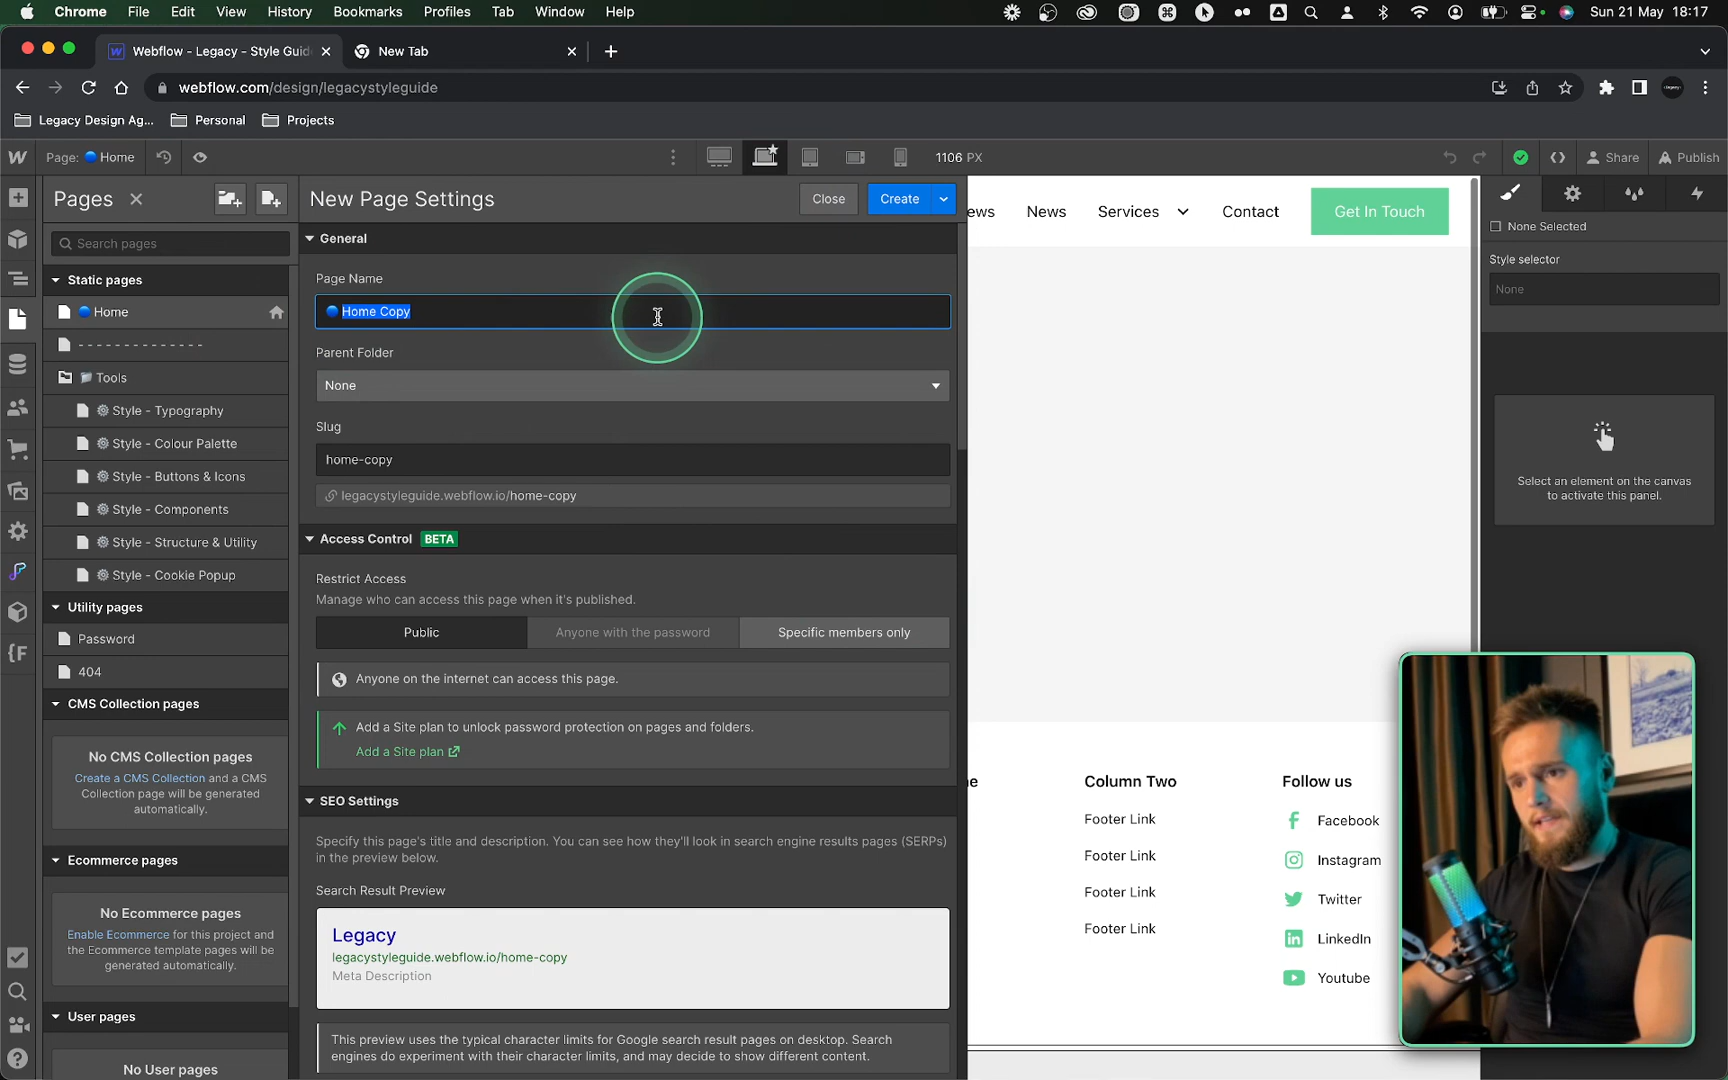 Chrome File Edit View History Bookmarks Profiles Tab Window Help Sun 21 May 18:17
Webflow - Legacy - Style Guid New Tab
webflow.com/design/legacystyleguide
Legacy Design Ag... Personal Projects
Page: Home 1106 PX Share Publish
Pages
Search pages
Static pages
Home
- - - - - - - - - - - - - -
Tools
Style - Typography
Style - Colour Palette
Style - Buttons & Icons
Style - Components
Style - Structure & Utility
Style - Cookie Popup
Utility pages
Password
404
CMS Collection pages
No CMS Collection pages
Create a CMS Collection and a CMS
Collection page will be generated
automatically.
Ecommerce pages
No Ecommerce pages
Enable Ecommerce for this project and
the Ecommerce template pages will be
generated automatically.
User pages
No User pages
New Page Settings Close Create
General
Page Name
Home Copy
Parent Folder
None
Slug
home-copy
legacystyleguide.webflow.io/home-copy
Access Control BETA
Restrict Access
Manage who can access this page when it's published.
Public Anyone with the password Specific members only
Anyone on the internet can access this page.
Add a Site plan to unlock password protection on pages and folders.
Add a Site plan
SEO Settings
Specify this page's title and description. You can see how they'll look in search engine results pages (SERPs)
in the preview below.
Search Result Preview
Legacy
legacystyleguide.webflow.io/home-copy
Meta Description
This preview uses the typical character limits for Google search result pages on desktop. Search
engines do experiment with their character limits, and may decide to show different content.
ews News Services Contact Get In Touch
ne Column Two Follow us
Footer Link Facebook
Footer Link Instagram
Footer Link Twitter
Footer Link LinkedIn
Youtube
None Selected
Style selector
None
Select an element on the canvas
to activate this panel.